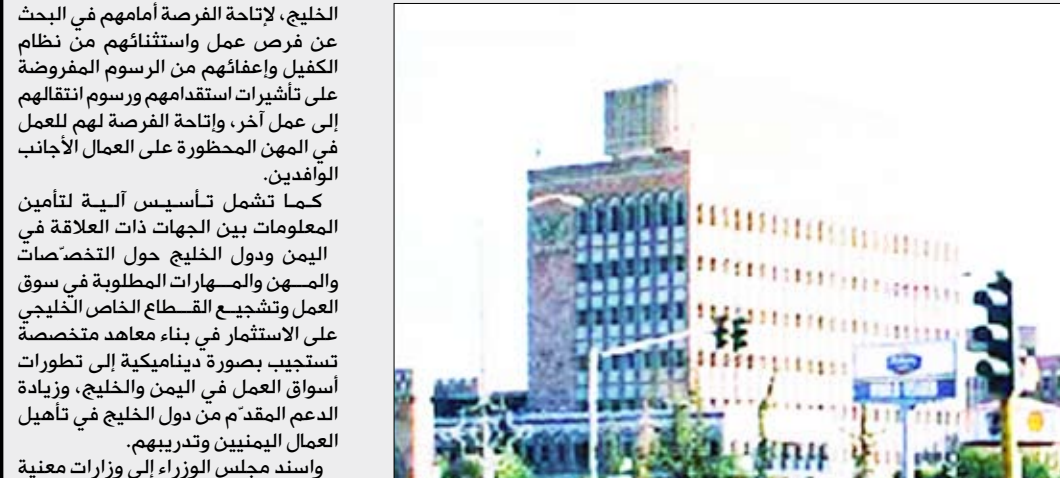 الخليج، لإتاحة الفرصة أمامهم في البحث
عن فرص عمل واستثنائهم من نظام
الكفيل وإعفائهم من الرسوم المفروضة
على تأشيرات استقدامهم ورسوم انتقالهم
إلى عمل آخر، وإتاحة الفرصة لهم للعمل
في المهن المحظورة على العمال الأجانب
الوافدين.
كما تشمل تأسيس آلية لتأمين
المعلومات بين الجهات ذات العلاقة في
اليمن ودول الخليج حول التخصّصات
والمهن والمهارات المطلوبة في سوق
العمل وتشجيع القطاع الخاص الخليجي
على الاستثمار في بناء معاهد متخصصة
تستجيب بصورة ديناميكية إلى تطورات
أسواق العمل في اليمن والخليج، وزيادة
الدعم المقدّم من دول الخليج في تأهيل
العمال اليمنيين وتدريبهم.
واسند مجلس الوزراء إلى وزارات معنية